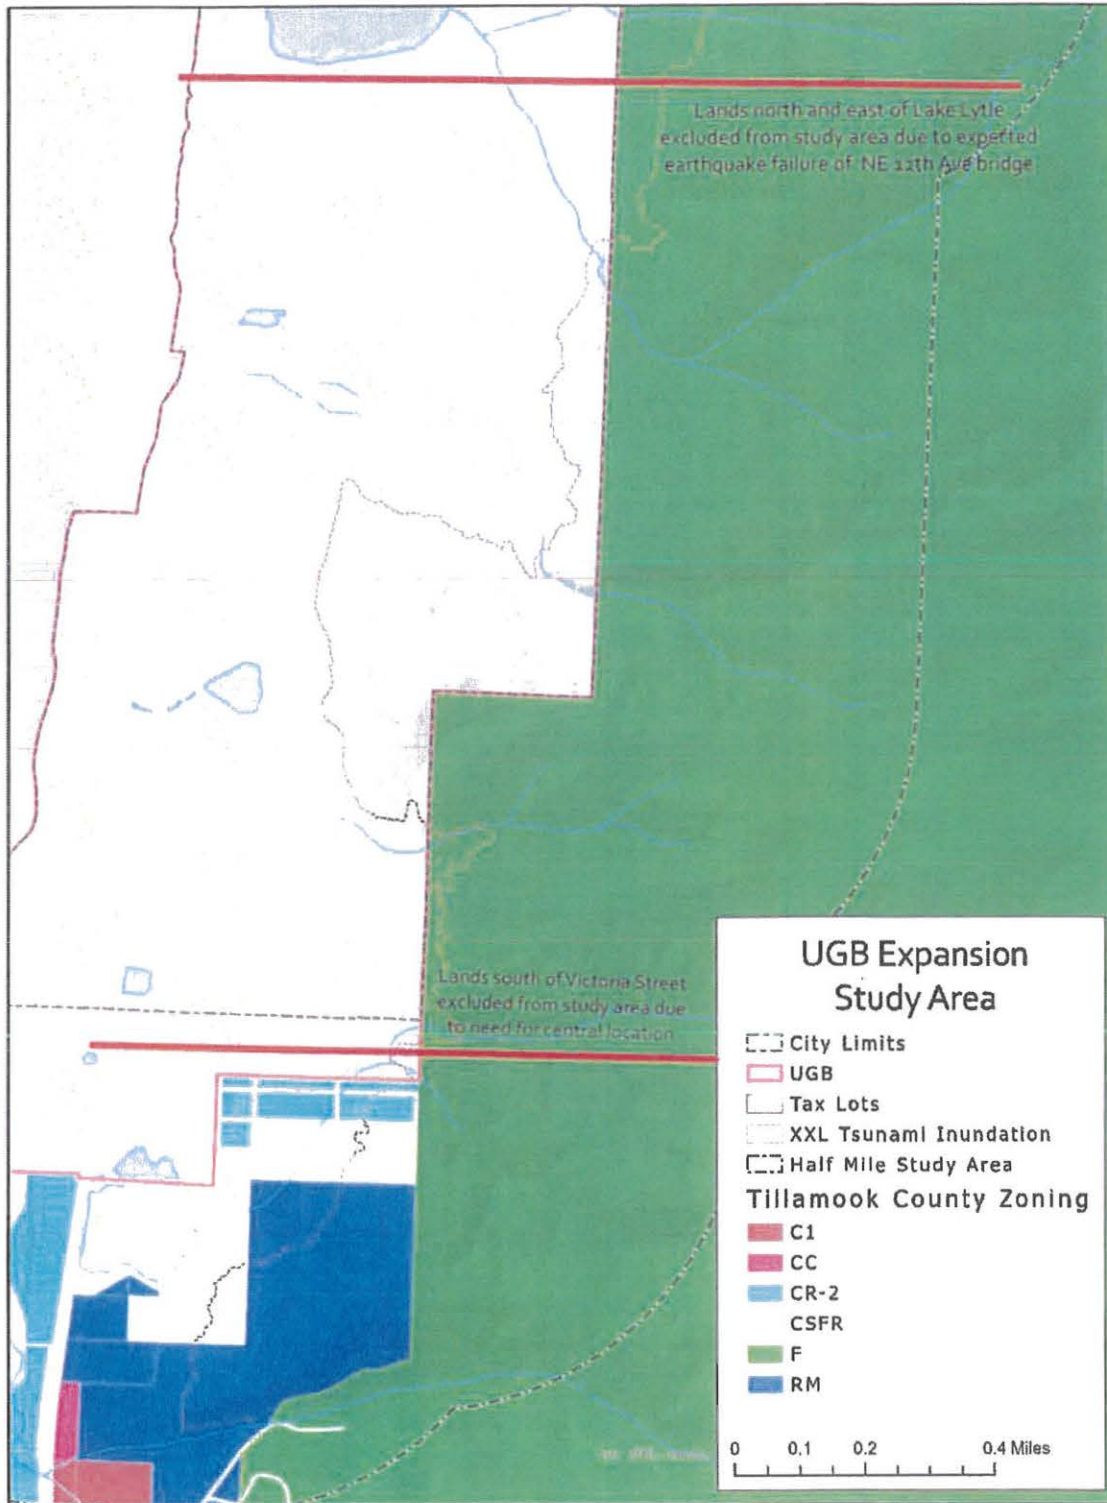 Lands north and east of Lake Lytle
excluded from study area due to expected
earthquake failure of NE 12th Ave bridge
Lands south of Victoria Street
excluded from study area due
to need for central location
UGB Expansion
Study Area
City Limits
UGB
Tax Lots
XXL Tsunami Inundation
Half Mile Study Area
Tillamook County Zoning
C1
CC
CR-2
CSFR
F
RM
0 0.1 0.2 0.4 Miles